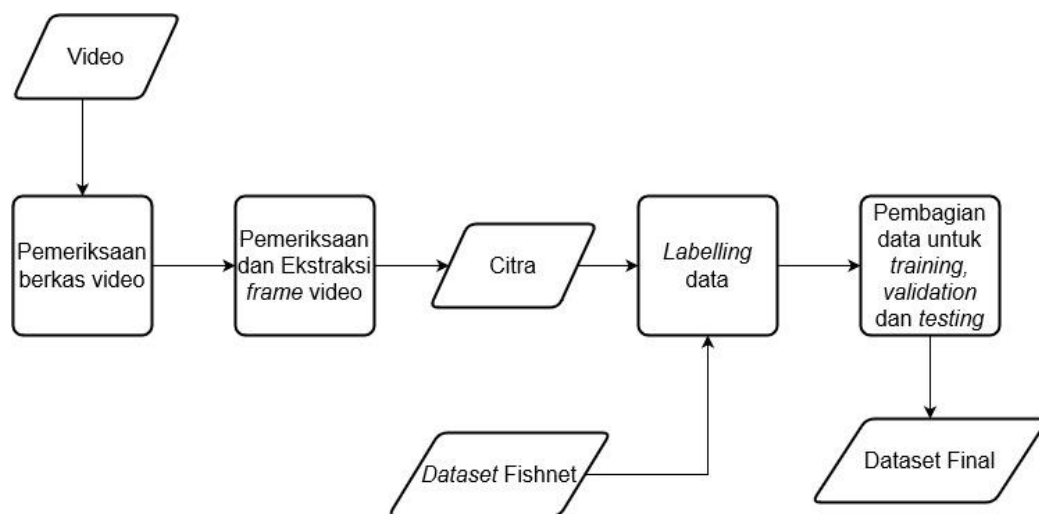 Video
Pemeriksaan
berkas video
Pemeriksaan
dan Ekstraksi
frame video
Citra
Labelling
data
Pembagian
data untuk
training,
validation
dan testing
Dataset Fishnet
Dataset Final